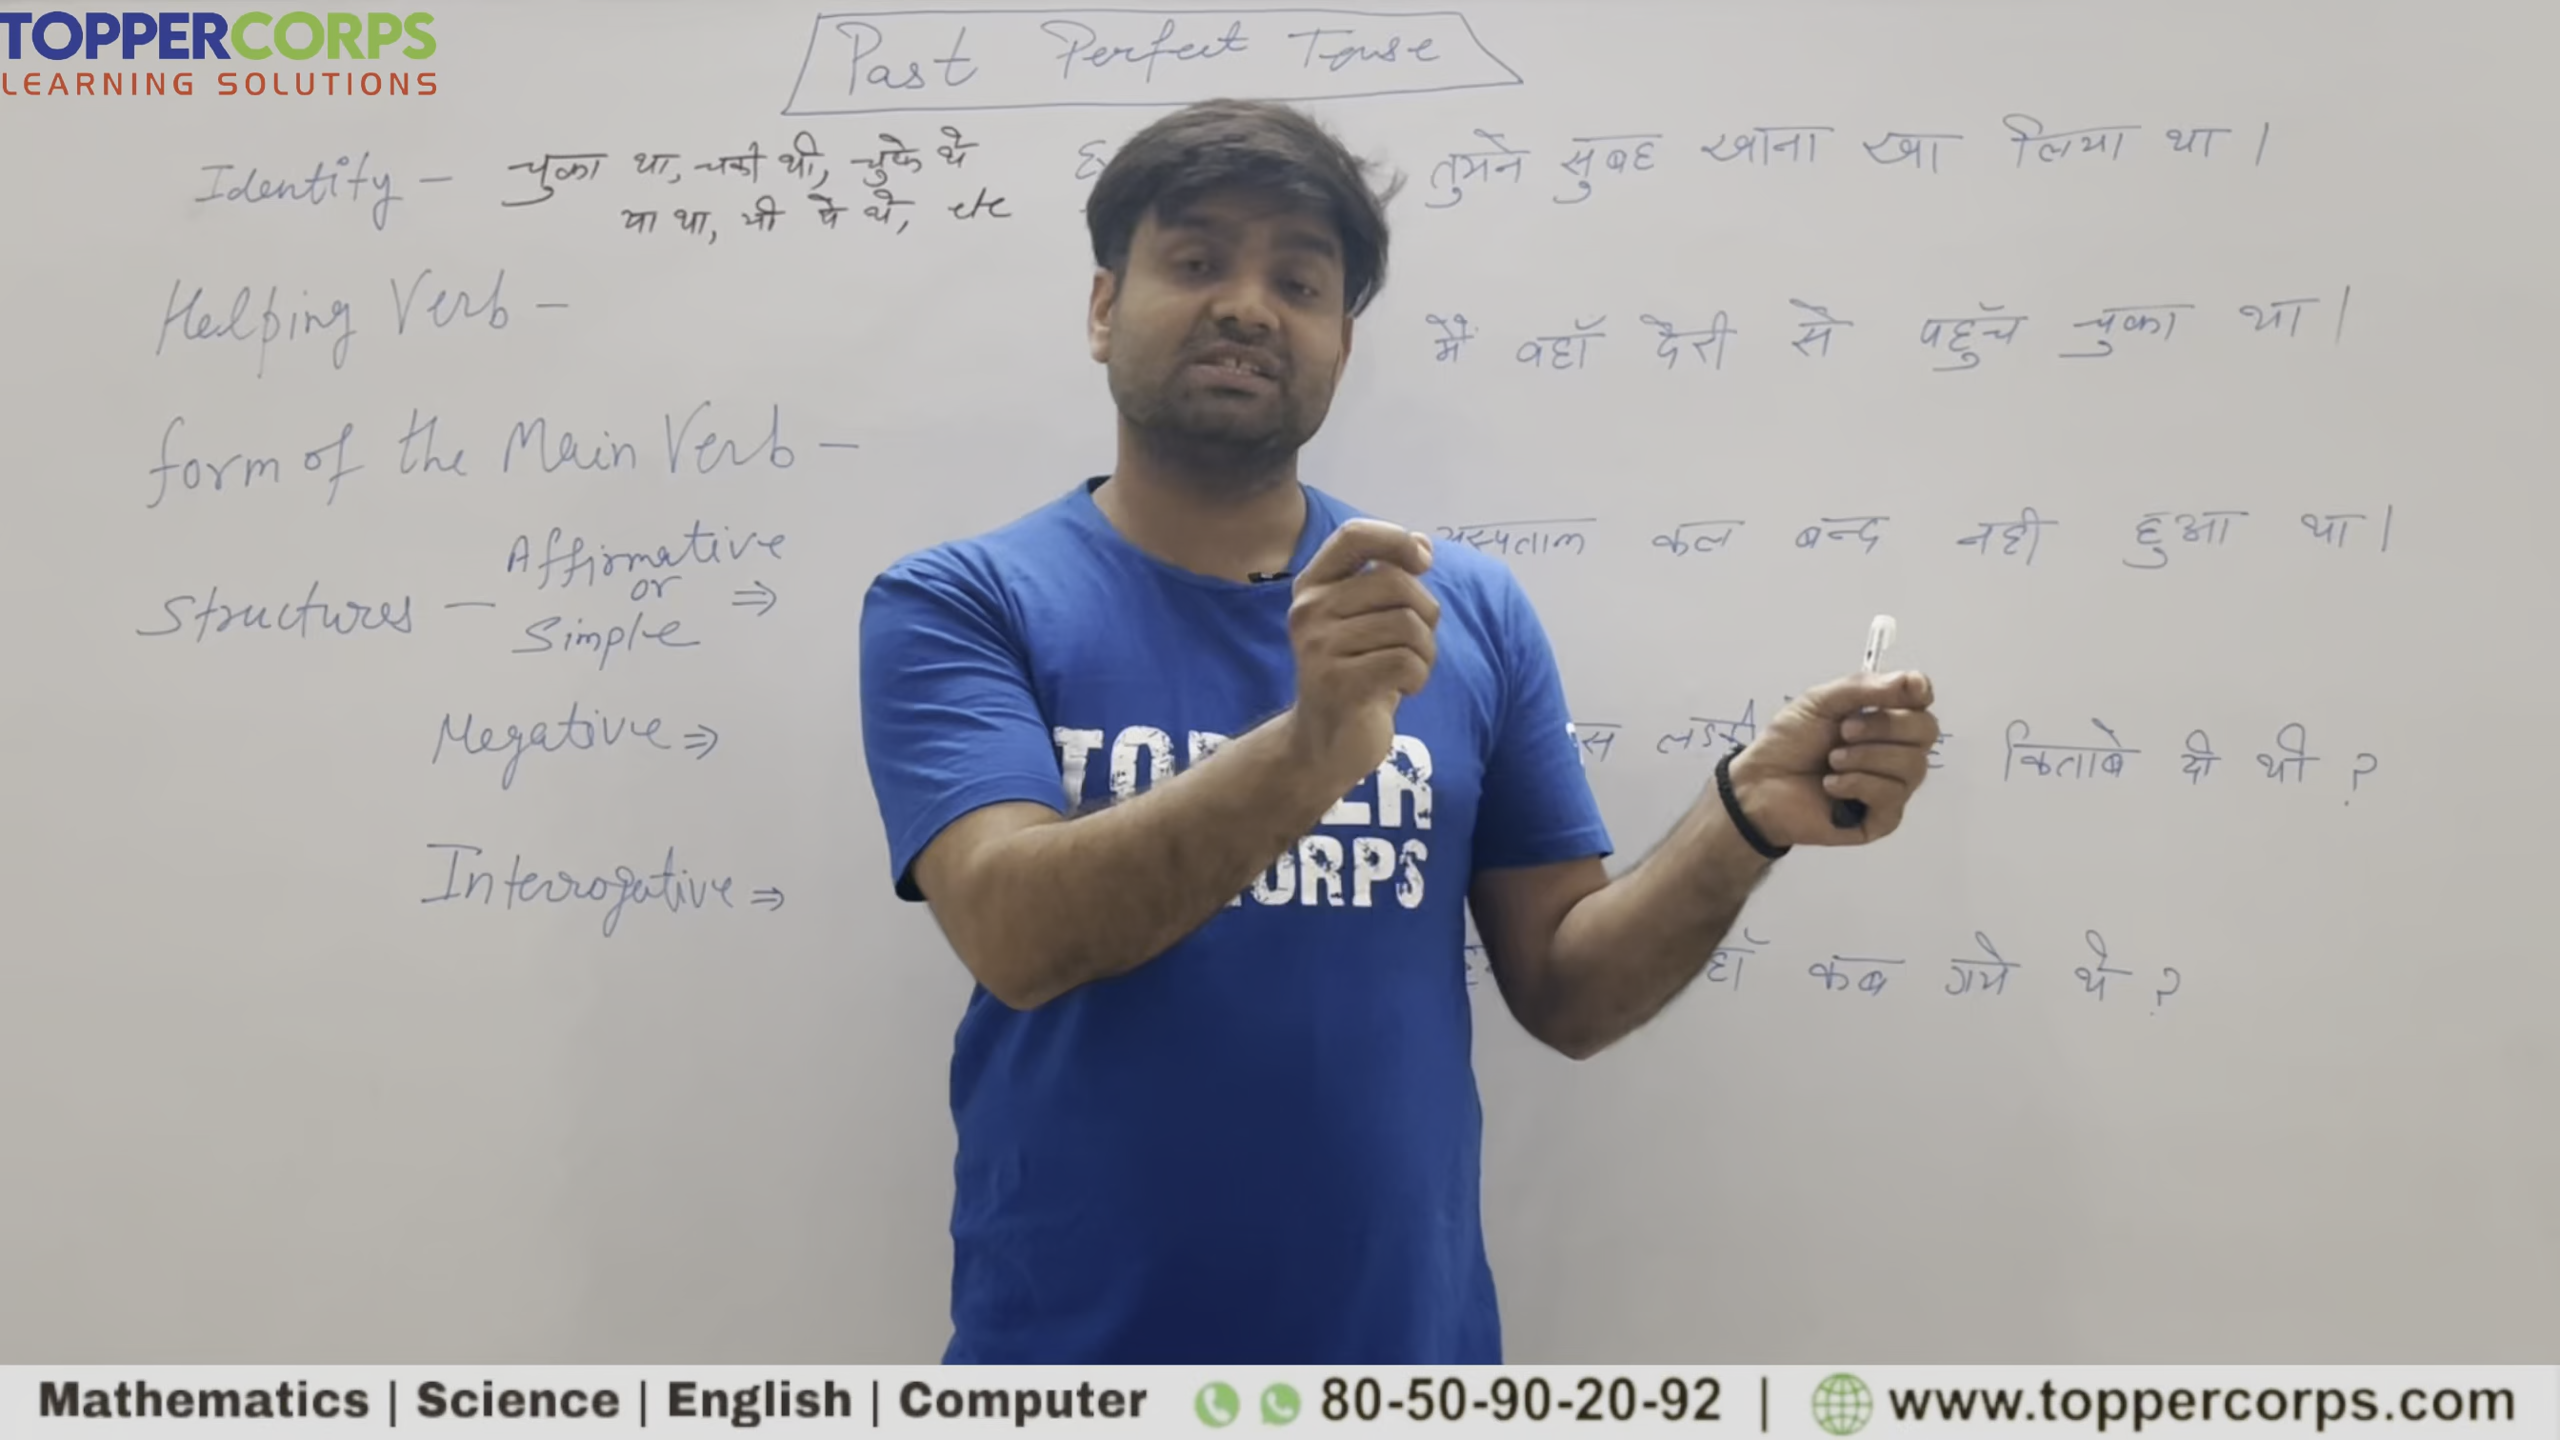 TOPPERCORPS
LEARNING SOLUTIONS
Past Perfect Tense
Identify - चुका था, चुकी थी, चुके थे
या था, यी थे, etc
तुमने सुबह खाना खा लिया था।
Helping Verb -
मैं वहाँ देरी से पहुँच चुका था।
form of the Main Verb -
अस्पताल कल बन्द नही हुआ था।
Structures - Affirmative
or ⇒
Simple
Negative ⇒
किताबे दी थी ?
Interrogative ⇒
कब गये थे ?
CORPS
Mathematics | Science | English | Computer 80-50-90-20-92 | www.toppercorps.com